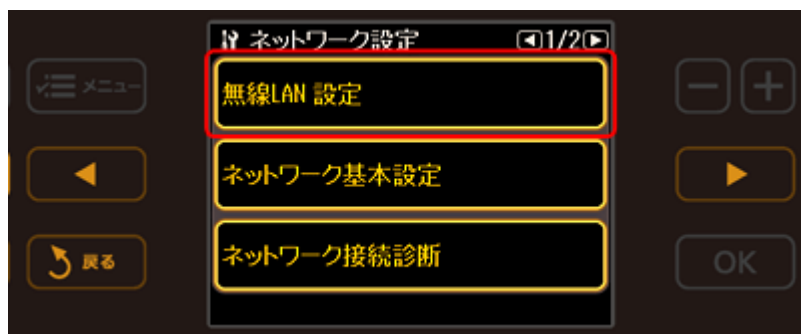 ネットワーク設定 1/2
メニュー
無線LAN 設定
ネットワーク基本設定
ネットワーク接続診断
戻る
OK